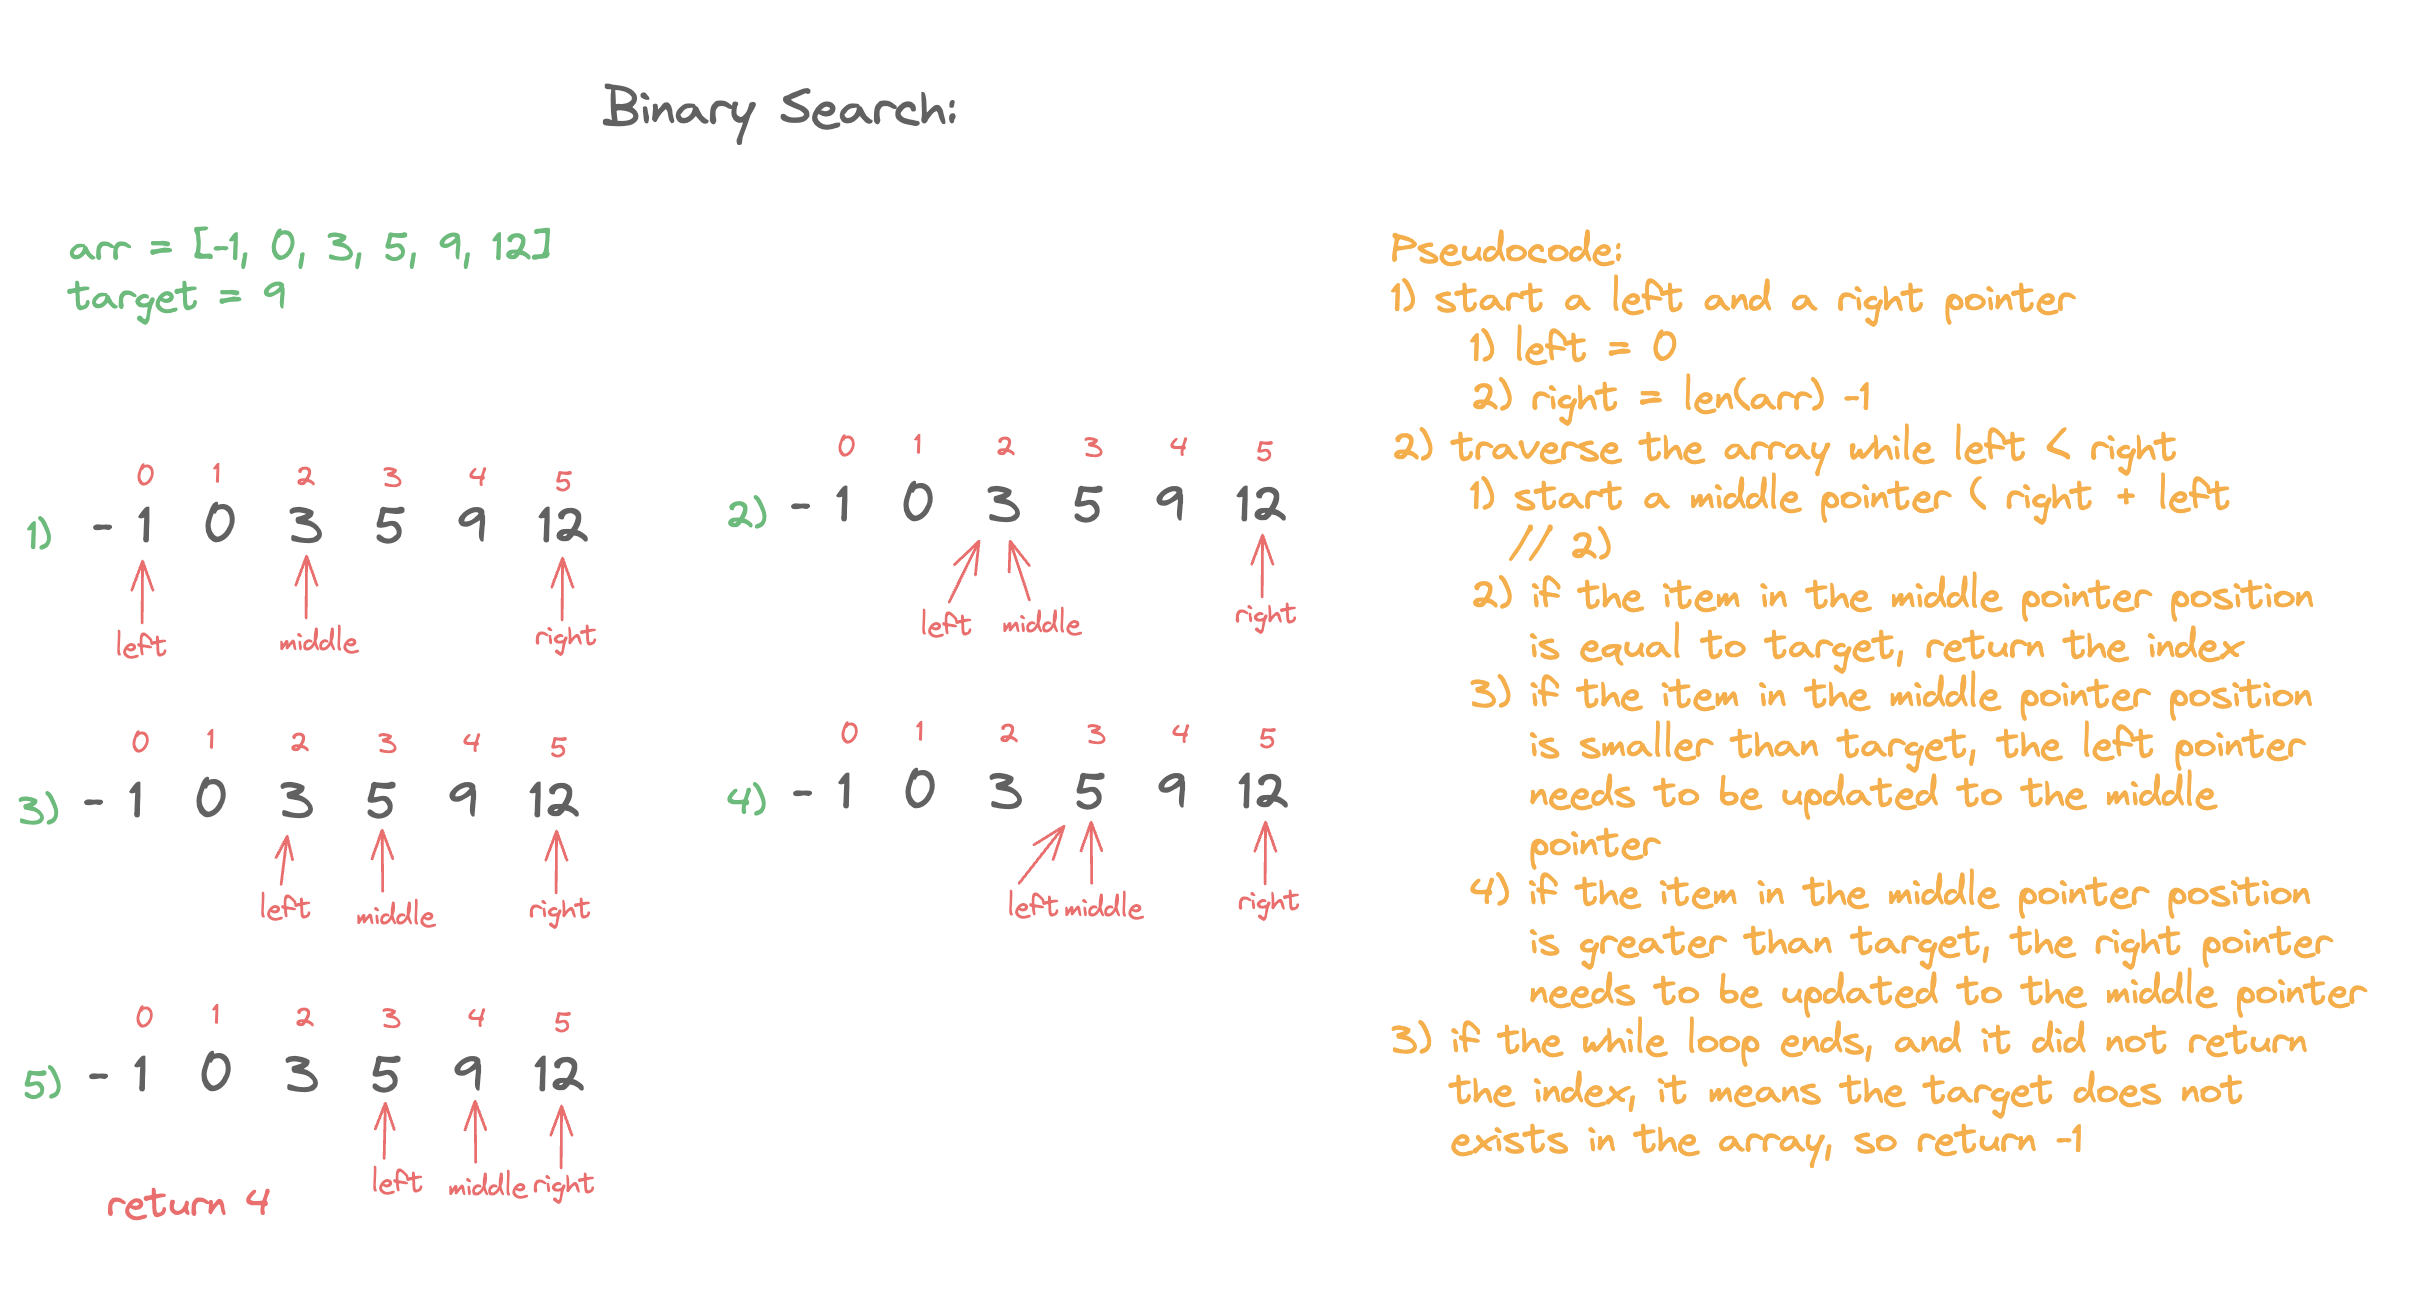 Binary Search:
arr = [-1, 0, 3, 5, 9, 12]
target = 9
0 1 2 3 4 5
1) -1 0 3 5 9 12
left middle right
0 1 2 3 4 5
2) -1 0 3 5 9 12
left middle right
0 1 2 3 4 5
3) -1 0 3 5 9 12
left middle right
0 1 2 3 4 5
4) -1 0 3 5 9 12
left middle right
0 1 2 3 4 5
5) -1 0 3 5 9 12
left middle right
return 4
Pseudocode:
1) start a left and a right pointer
1) left = 0
2) right = len(arr) -1
2) traverse the array while left < right
1) start a middle pointer ( right + left
// 2)
2) if the item in the middle pointer position
is equal to target, return the index
3) if the item in the middle pointer position
is smaller than target, the left pointer
needs to be updated to the middle
pointer
4) if the item in the middle pointer position
is greater than target, the right pointer
needs to be updated to the middle pointer
3) if the while loop ends, and it did not return
the index, it means the target does not
exists in the array, so return -1